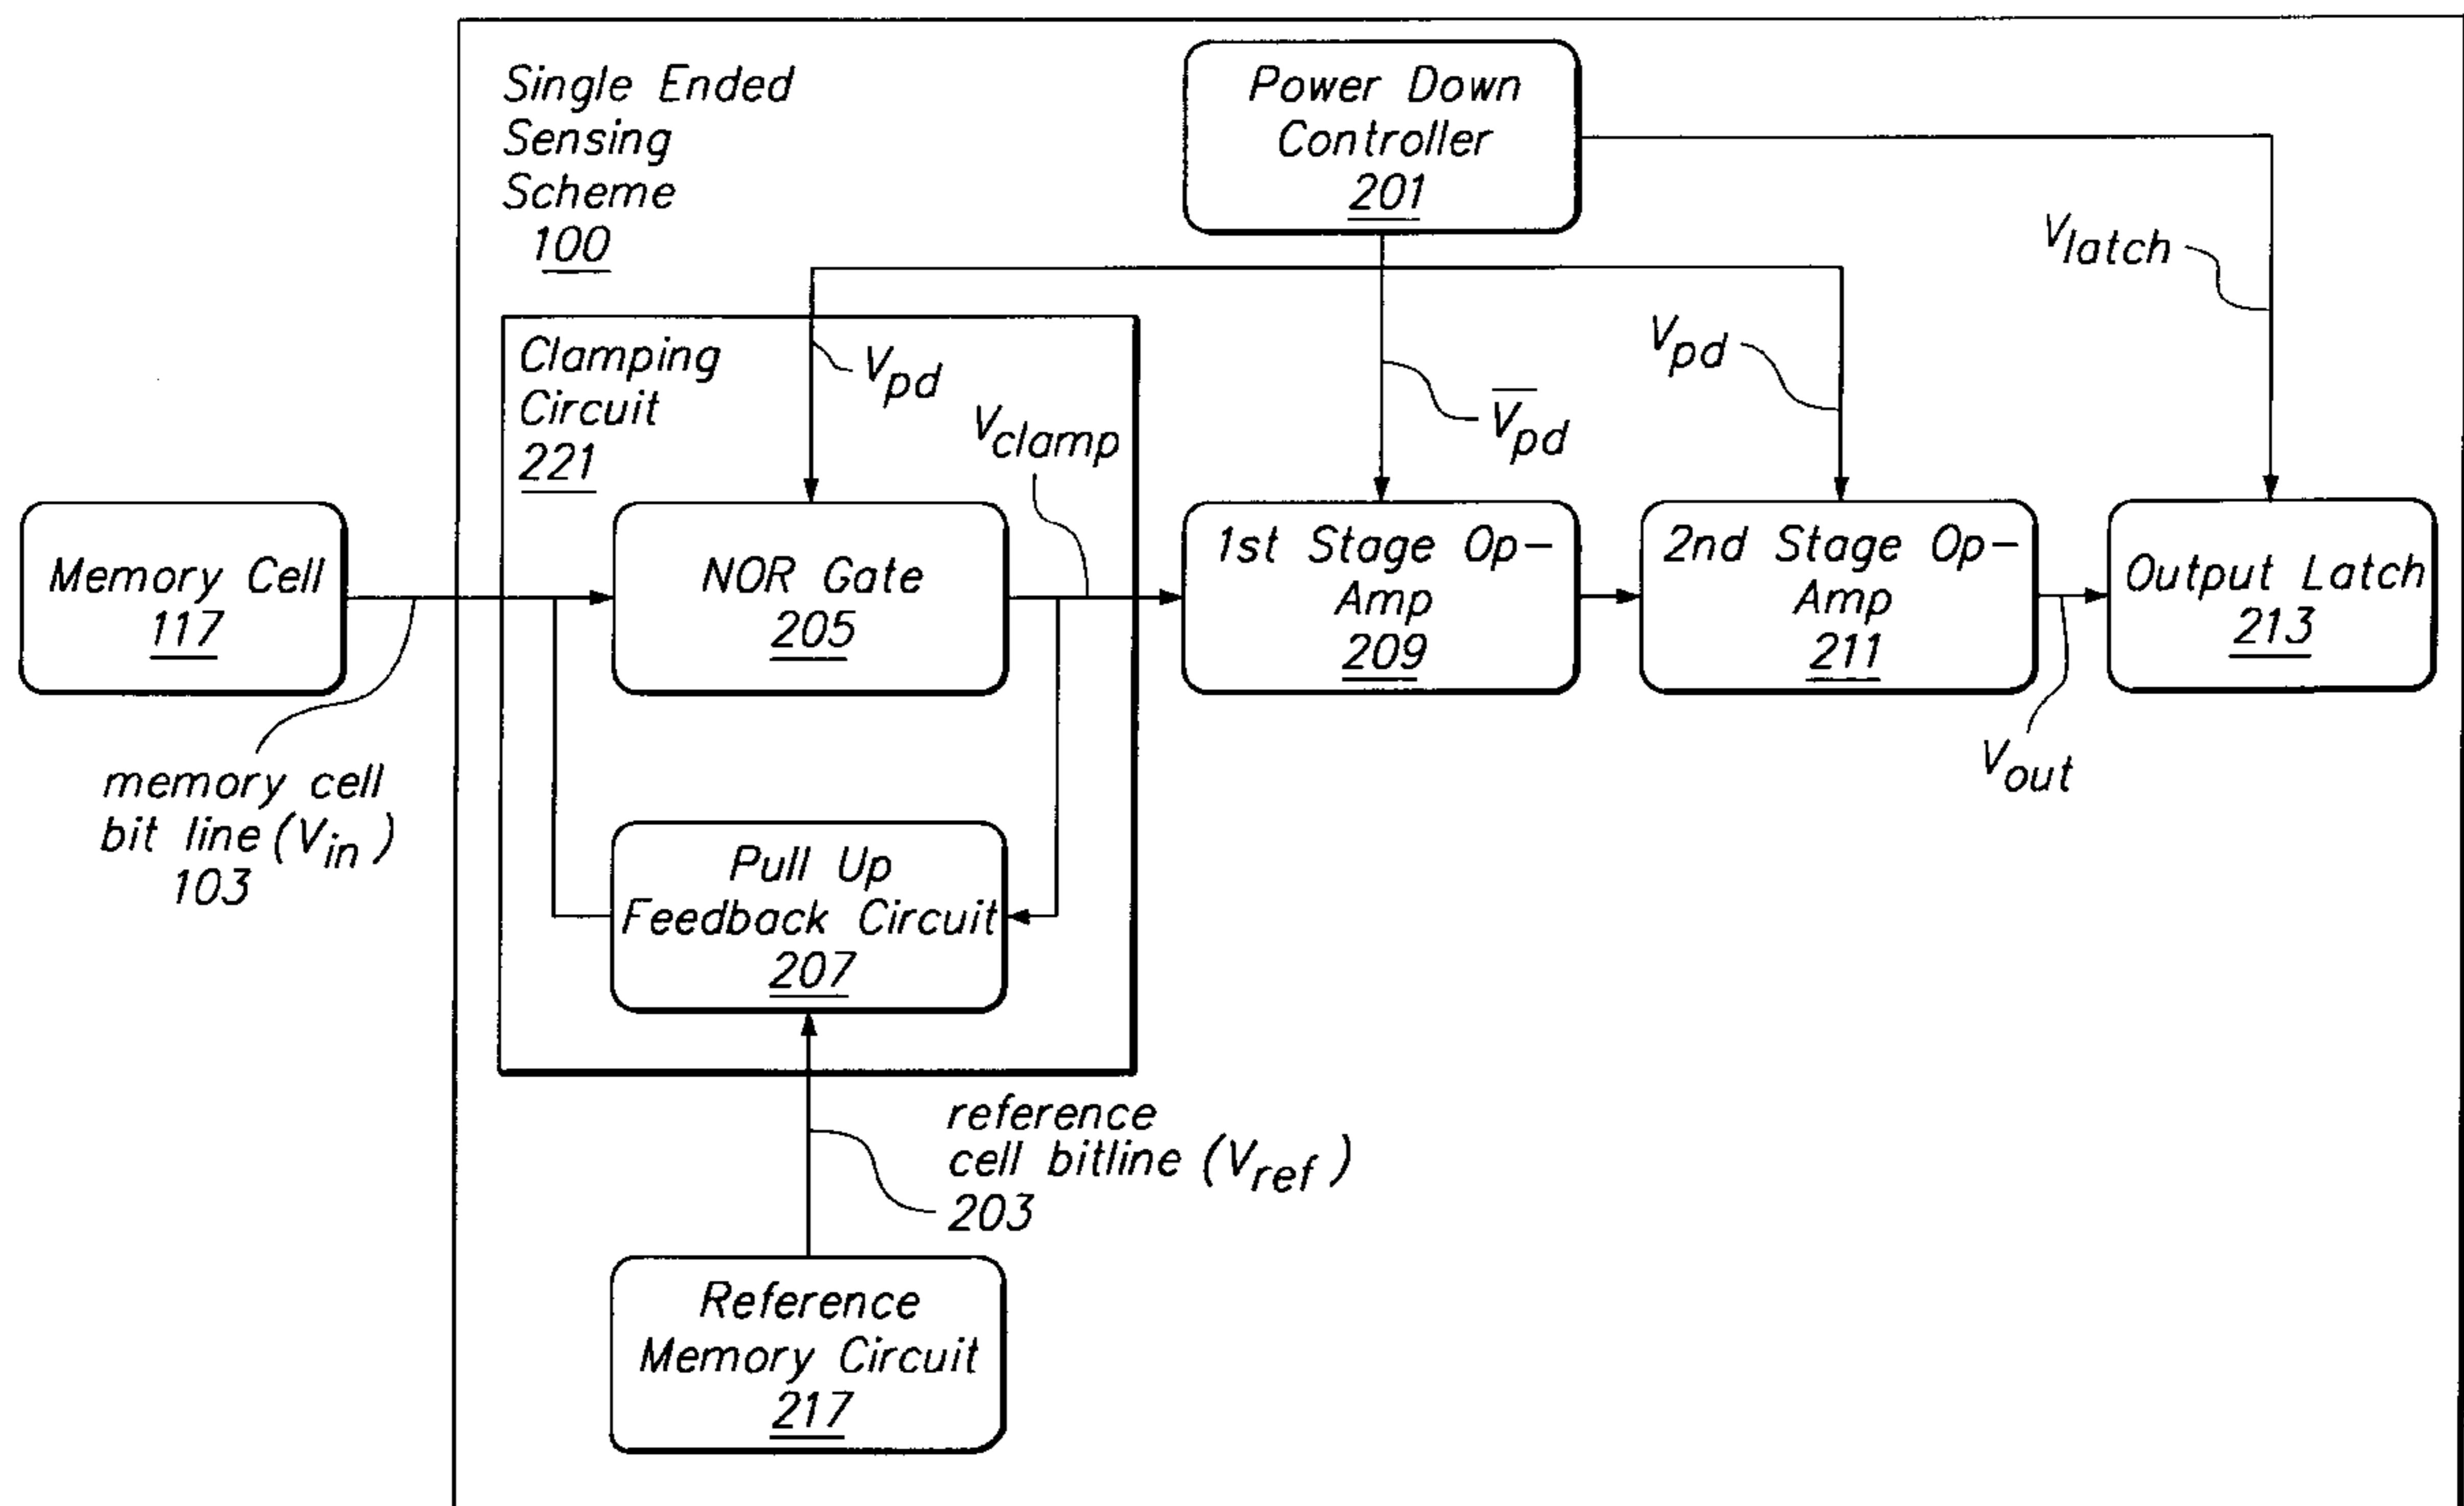 Single Ended
Sensing
Scheme
100
Power Down
Controller
201
Vlatch
Clamping
Circuit
221
Vpd
Vclamp
V̅pd
Vpd
Memory Cell
117
NOR Gate
205
1st Stage Op-
Amp
209
2nd Stage Op-
Amp
211
Output Latch
213
memory cell
bit line (Vin)
103
Vout
Pull Up
Feedback Circuit
207
reference
cell bitline (Vref)
203
Reference
Memory Circuit
217